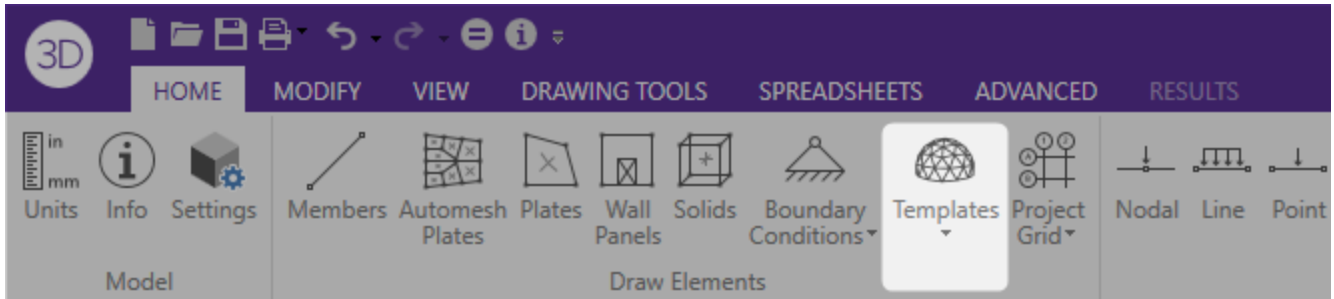 3D
HOME MODIFY VIEW DRAWING TOOLS SPREADSHEETS ADVANCED RESULTS
in
mm
Units Info Settings Members Automesh Plates Wall Solids Boundary Templates Project Nodal Line Point
Plates Panels Conditions Grid
Model Draw Elements